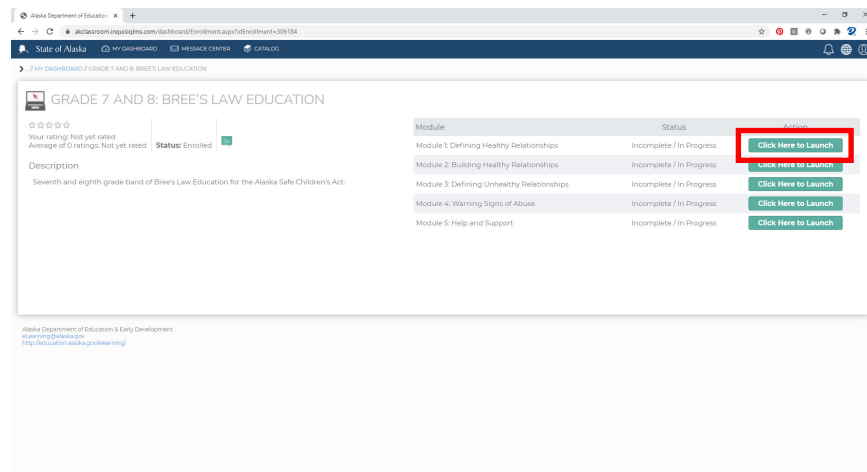 Alaska Department of Education
akclassroom.inquisiqlms.com/dashboard/Enrollment.aspx?idEnrollment=306184
State of Alaska MY DASHBOARD MESSAGE CENTER CATALOG
// MY DASHBOARD // GRADE 7 AND 8: BREE'S LAW EDUCATION
GRADE 7 AND 8: BREE'S LAW EDUCATION
Your rating: Not yet rated
Average of 0 ratings: Not yet rated Status: Enrolled
Description
Seventh and eighth grade band of Bree's Law Education for the Alaska Safe Children's Act.
Module Status Action
Module 1: Defining Healthy Relationships Incomplete / In Progress Click Here to Launch
Module 2: Building Healthy Relationships Incomplete / In Progress Click Here to Launch
Module 3: Defining Unhealthy Relationships Incomplete / In Progress Click Here to Launch
Module 4: Warning Signs of Abuse Incomplete / In Progress Click Here to Launch
Module 5: Help and Support Incomplete / In Progress Click Here to Launch
Alaska Department of Education & Early Development
eLearning@alaska.gov
http://education.alaska.gov/elearning/